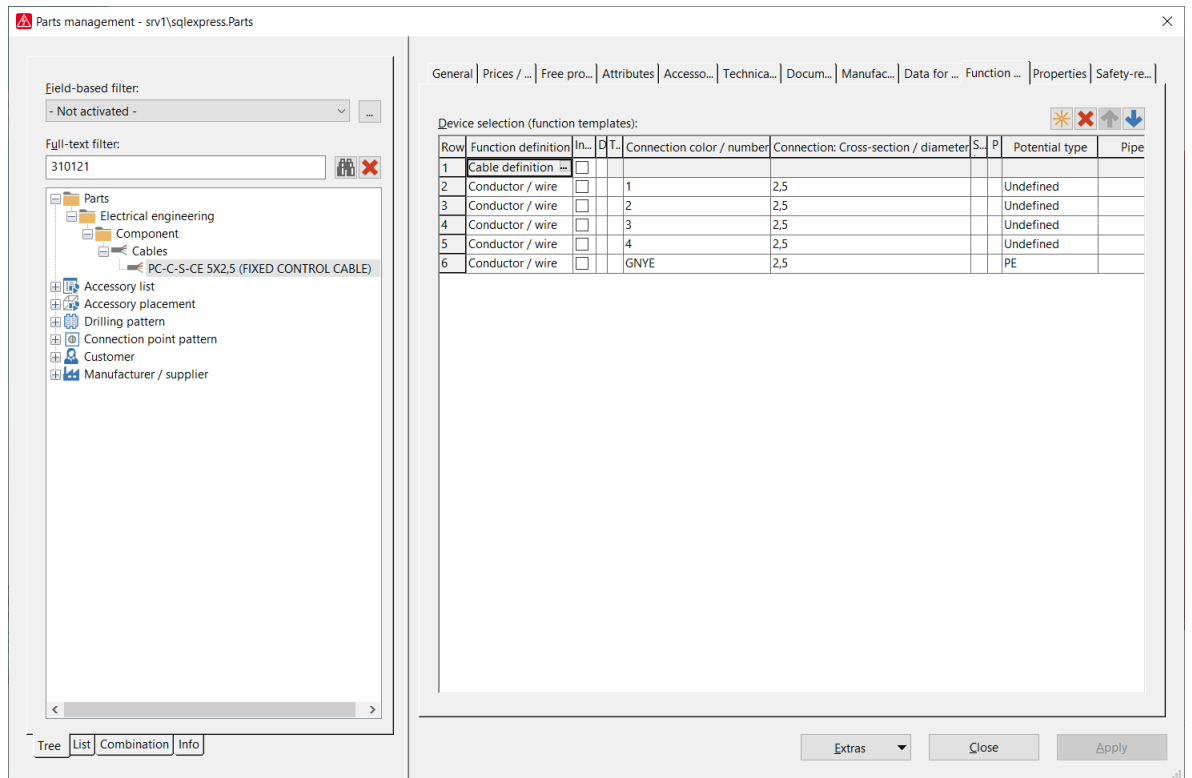 Parts management - srv1\sqlexpress.Parts
Field-based filter:
- Not activated -
...
Full-text filter:
310121
Parts
Electrical engineering
Component
Cables
PC-C-S-CE 5X2,5 (FIXED CONTROL CABLE)
Accessory list
Accessory placement
Drilling pattern
Connection point pattern
Customer
Manufacturer / supplier
Tree List Combination Info
General Prices / ... Free pro... Attributes Accesso... Technica... Docum... Manufac... Data for ... Function ... Properties Safety-re...
Device selection (function templates):
Row Function definition In... D T.. Connection color / number Connection: Cross-section / diameter S... P Potential type Pipe
1 Cable definition ...
2 Conductor / wire 1 2,5 Undefined
3 Conductor / wire 2 2,5 Undefined
4 Conductor / wire 3 2,5 Undefined
5 Conductor / wire 4 2,5 Undefined
6 Conductor / wire GNYE 2,5 PE
Extras Close Apply